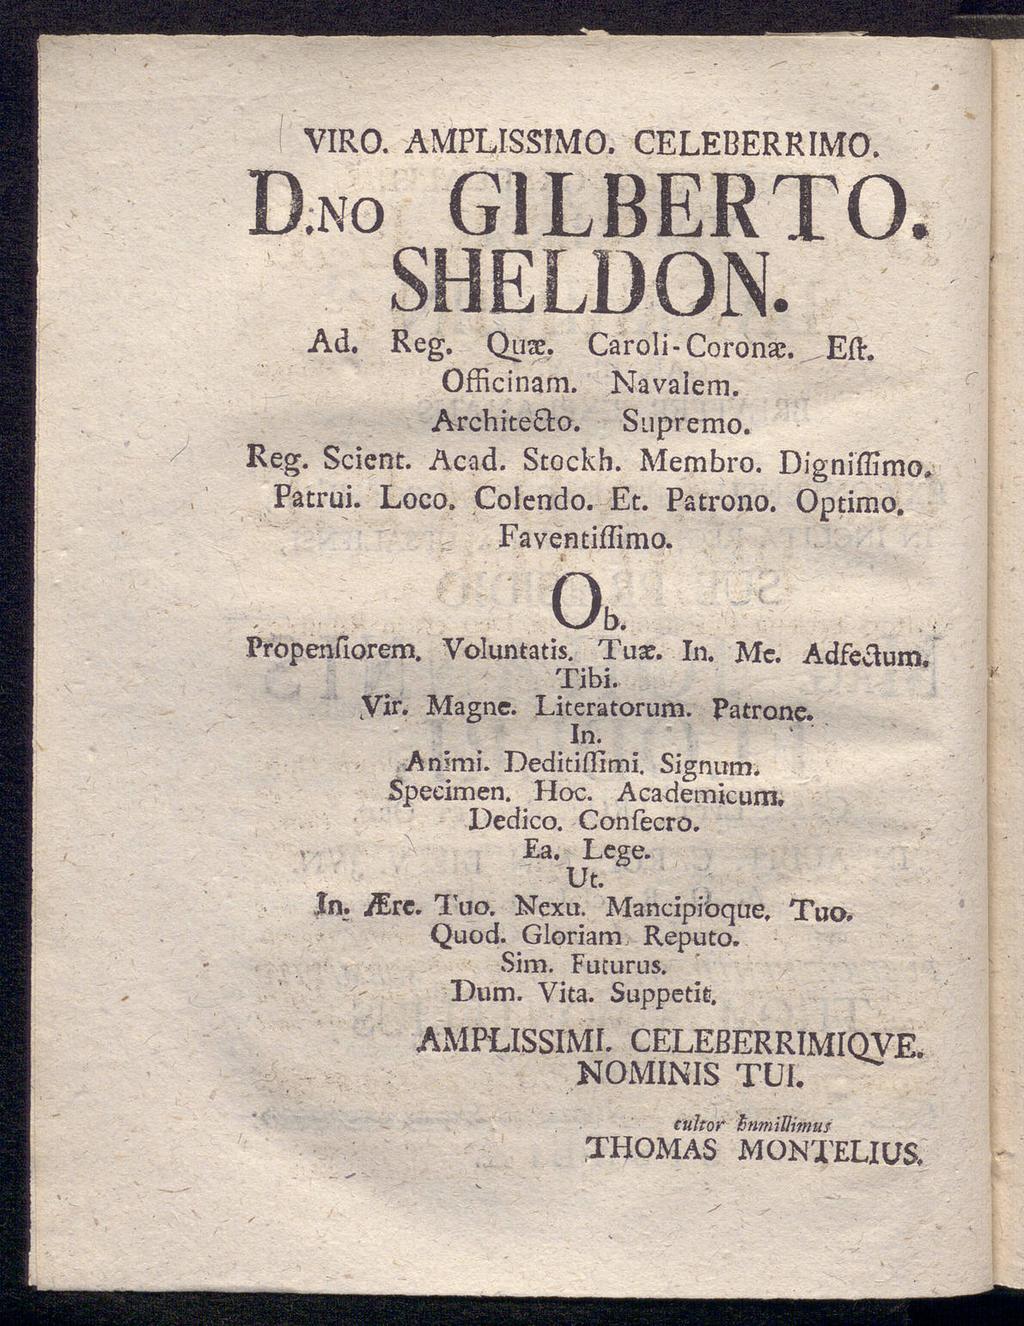 VIRO. AMPLISSIMO. CELEBERRIMO.
D:NO GILBERTO.
SHELDON.
Ad. Reg. Quæ. Caroli-Coronæ. Eſt.
Officinam. Navalem.
Architecto. Supremo.
Reg. Scient. Acad. Stockh. Membro. Digniſſimo.
Patrui. Loco. Colendo. Et. Patrono. Optimo.
Faventiſſimo.
Ob.
Propenſiorem. Voluntatis. Tuæ. In. Me. Adfectum.
Tibi.
Vir. Magne. Literatorum. Patrone.
In.
Animi. Deditiſſimi. Signum.
Specimen. Hoc. Academicum.
Dedico. Conſecro.
Ea. Lege.
Ut.
In. Ære. Tuo. Nexu. Mancipioque. Tuo.
Quod. Gloriam. Reputo.
Sim. Futurus.
Dum. Vita. Suppetit.
AMPLISSIMI. CELEBERRIMIQVE.
NOMINIS TUI.
cultor humillimus
THOMAS MONTELIUS.